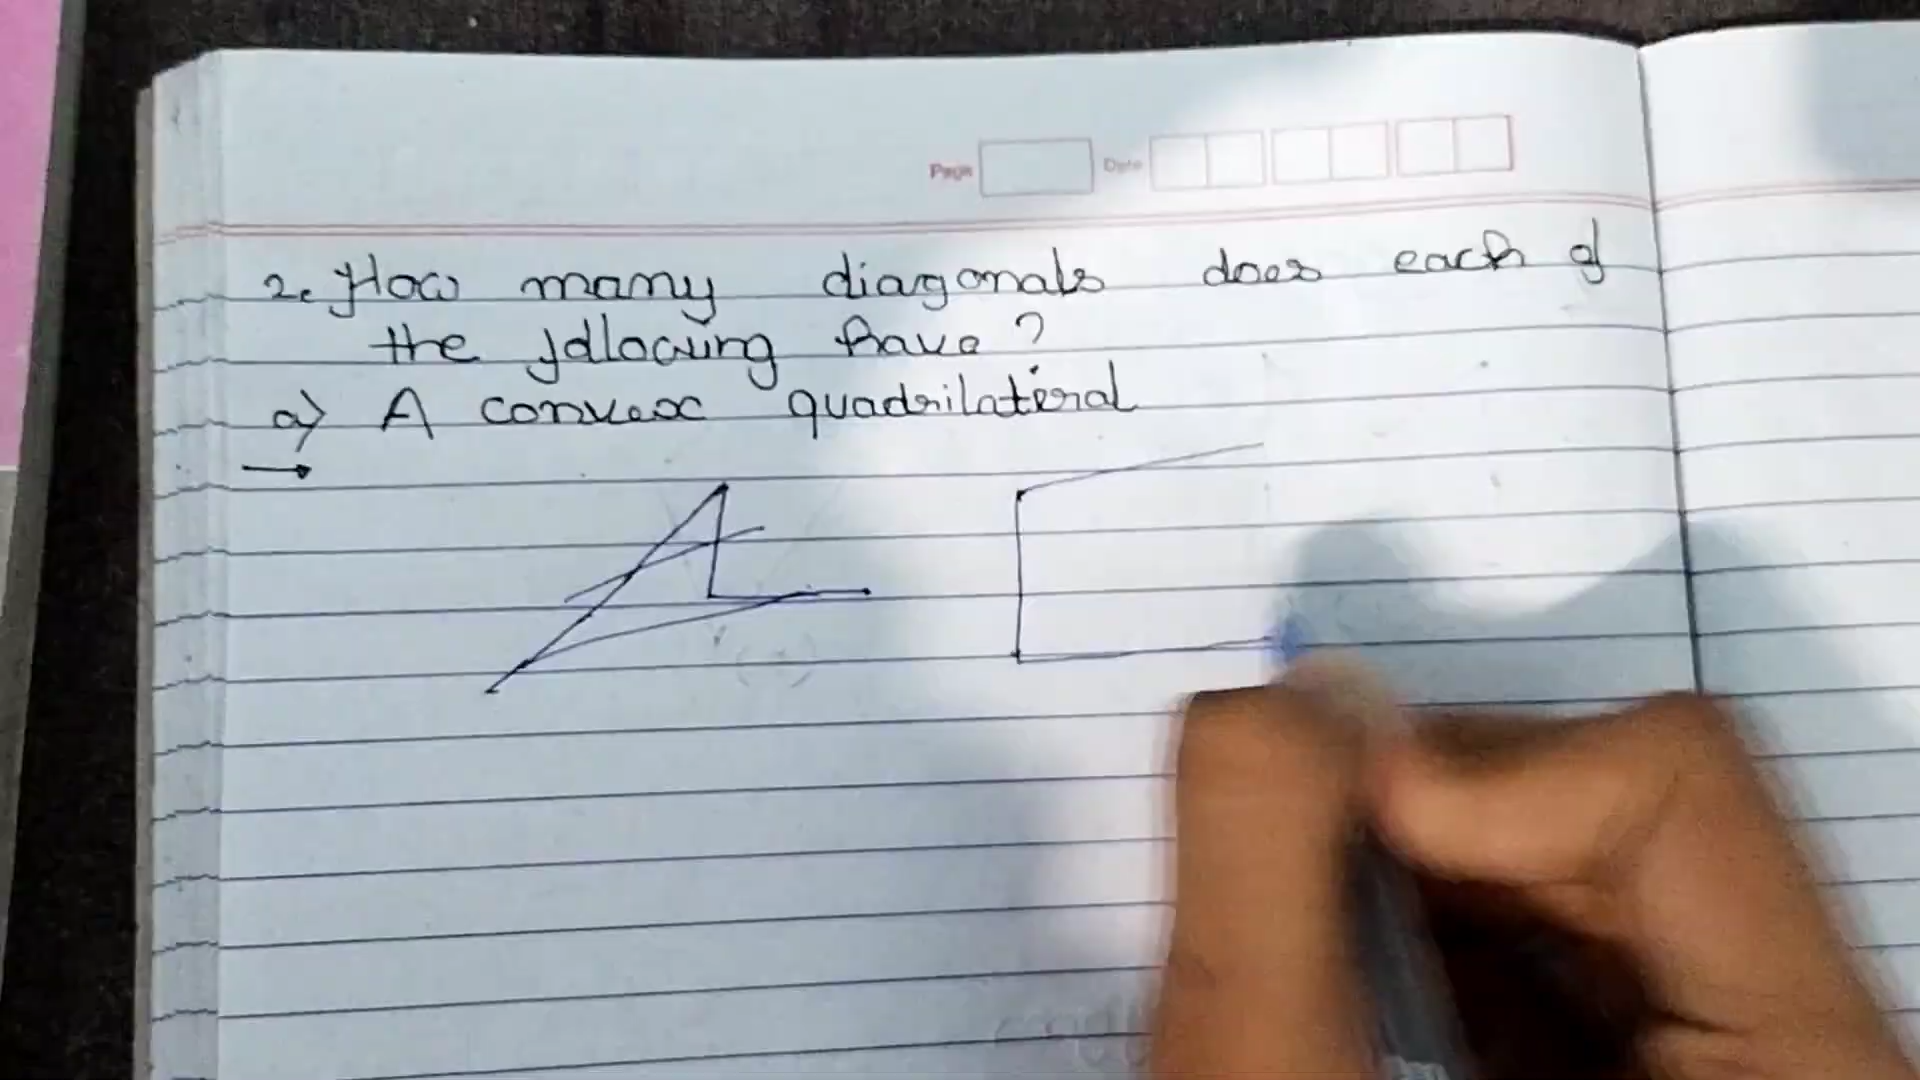 Page Date
2. How many diagonals does each of
the following have?
a) A convex quadrilateral